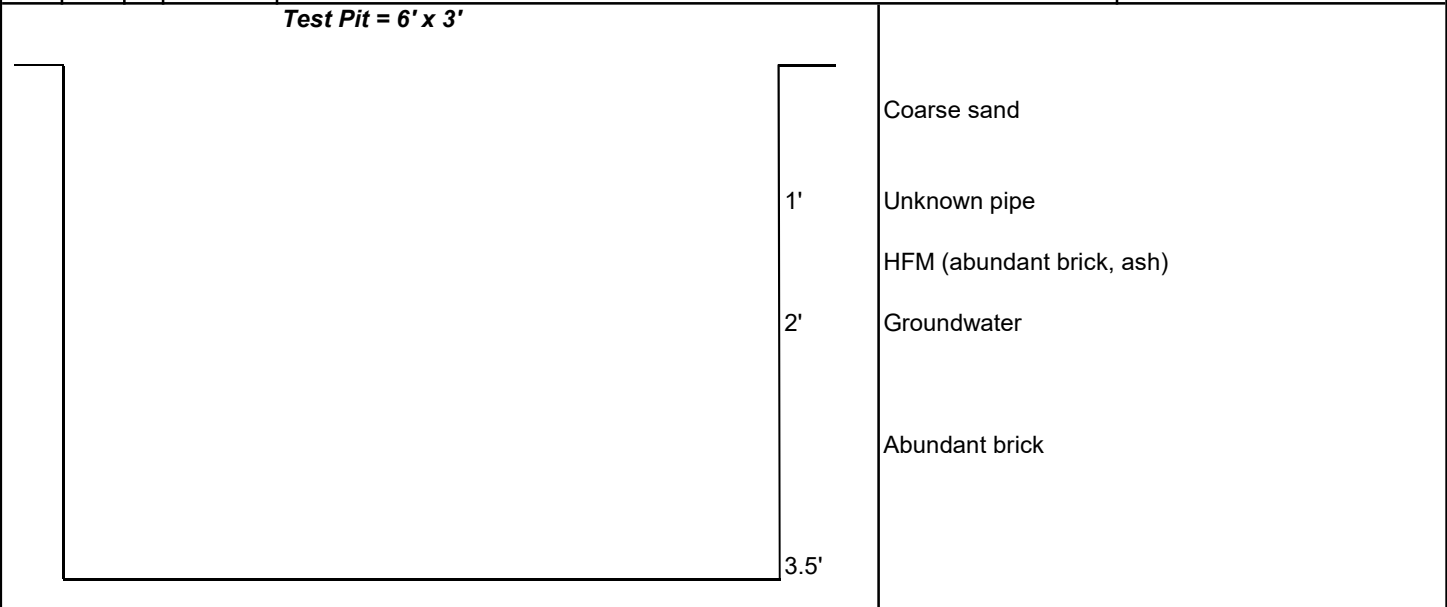 Test Pit = 6' x 3'
Coarse sand
1' Unknown pipe
HFM (abundant brick, ash)
2' Groundwater
Abundant brick
3.5'